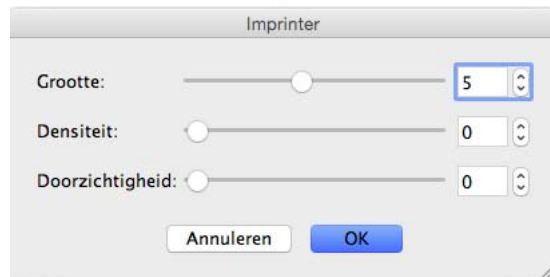 Imprinter
Grootte: 5
Densiteit: 0
Doorzichtigheid: 0
Annuleren OK